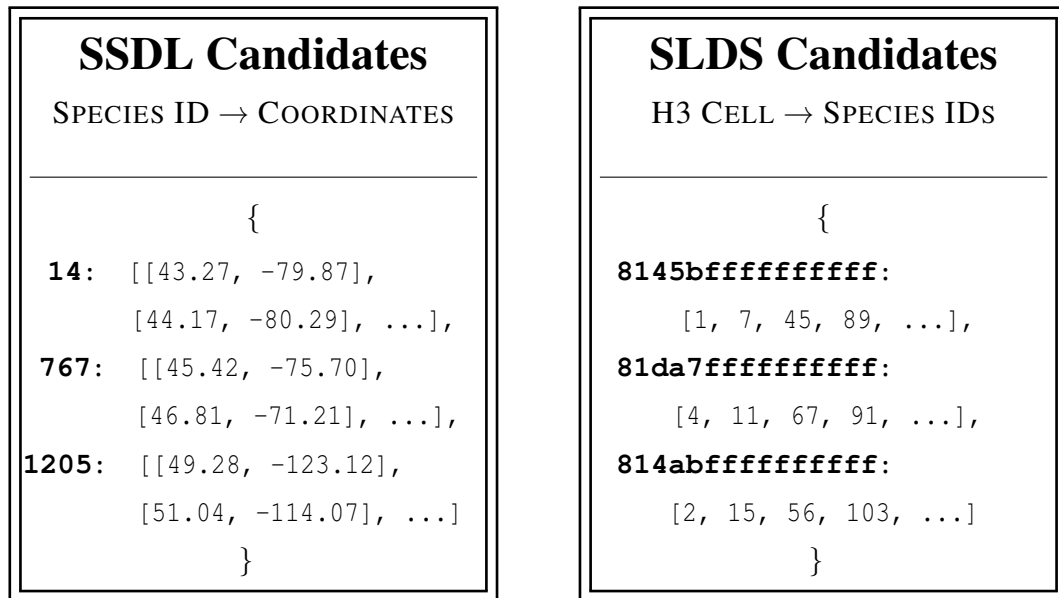 SSDL Candidates
SPECIES ID → COORDINATES
{
14: [[43.27, -79.87],
[44.17, -80.29], ...],
767: [[45.42, -75.70],
[46.81, -71.21], ...],
1205: [[49.28, -123.12],
[51.04, -114.07], ...]
}
SLDS Candidates
H3 CELL → SPECIES IDS
{
8145bffffffffff:
[1, 7, 45, 89, ...],
81da7ffffffffff:
[4, 11, 67, 91, ...],
814abffffffffff:
[2, 15, 56, 103, ...]
}